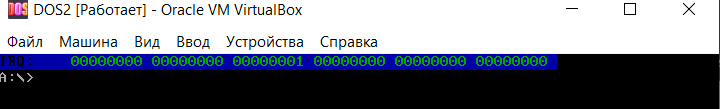 DOS2 [Работает] - Oracle VM VirtualBox
Файл Машина Вид Ввод Устройства Справка
IRQ: 00000000 00000000 00000001 00000000 00000000 00000000
A:\>